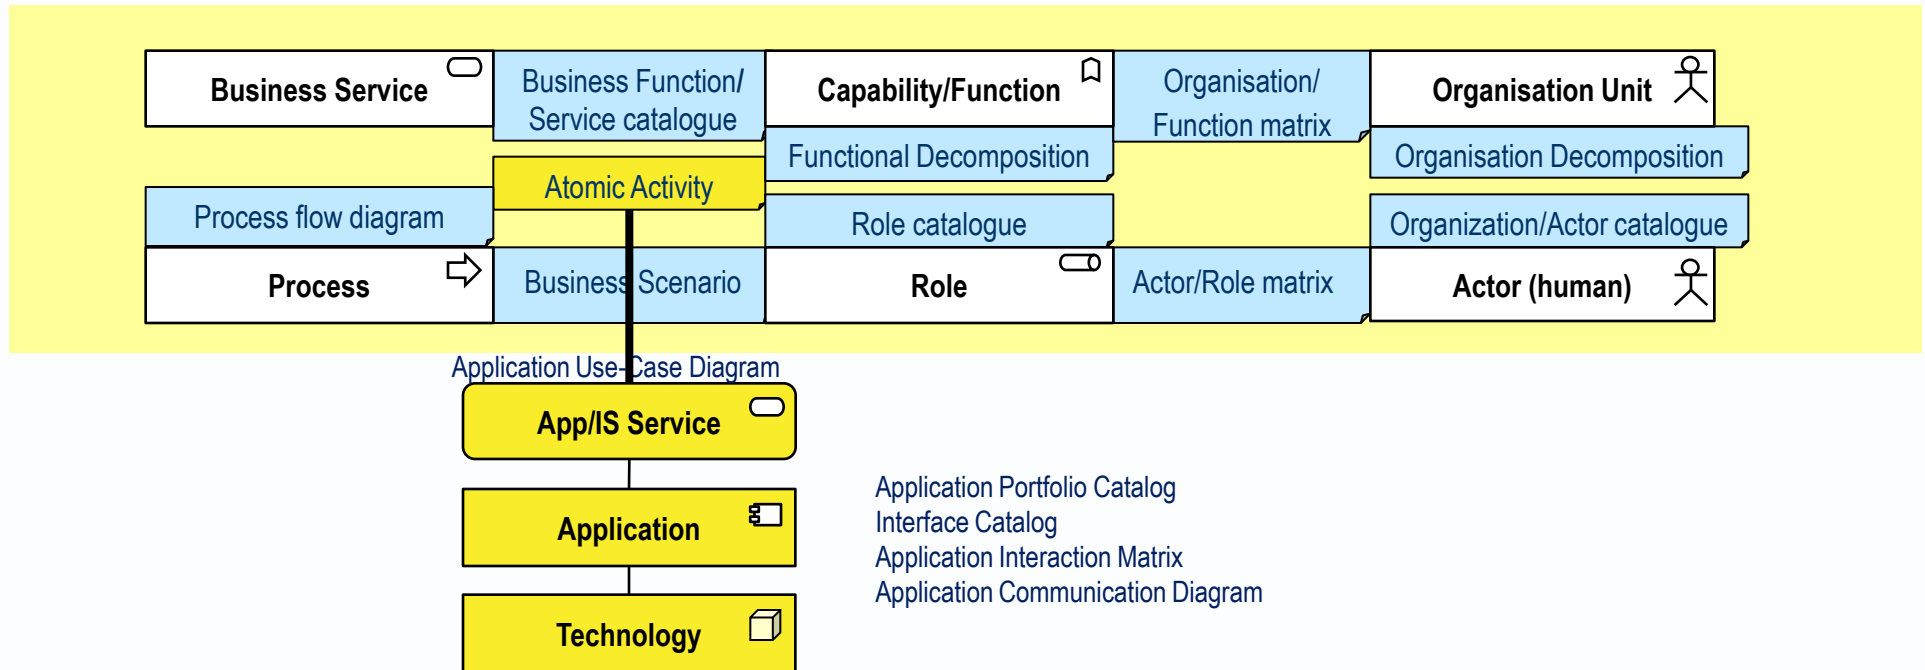 Business Service
Business Function/
Service catalogue
Capability/Function
Organisation/
Function matrix
Organisation Unit
Functional Decomposition
Organisation Decomposition
Atomic Activity
Process flow diagram
Role catalogue
Organization/Actor catalogue
Process
Business Scenario
Role
Actor/Role matrix
Actor (human)
Application Use-Case Diagram
App/IS Service
Application
Application Portfolio Catalog
Interface Catalog
Application Interaction Matrix
Application Communication Diagram
Technology